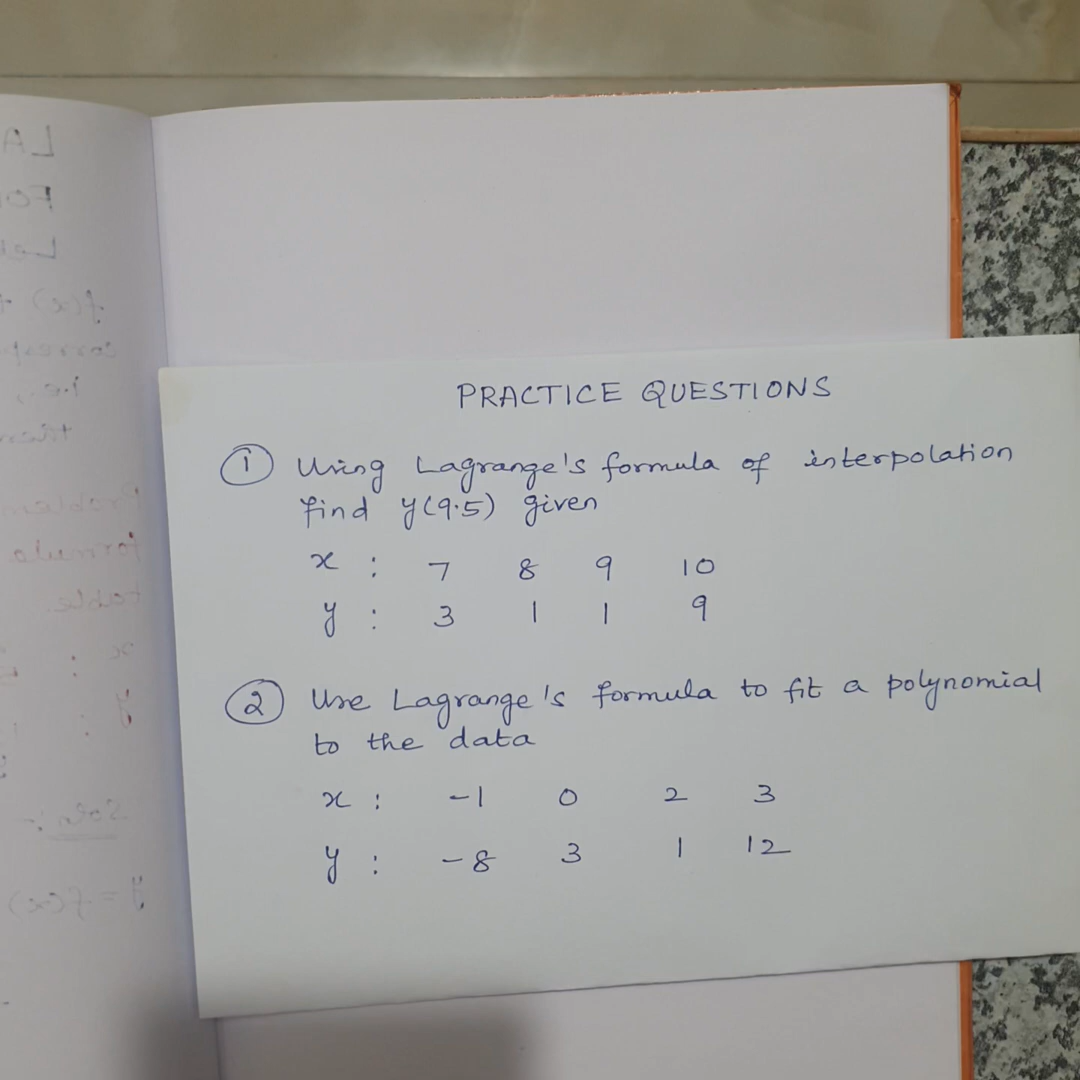 PRACTICE QUESTIONS
① Using Lagrange's formula of interpolation
find y(9.5) given
x : 7 8 9 10
y : 3 1 1 9
② Use Lagrange's formula to fit a polynomial
to the data
x : -1 0 2 3
y : -8 3 1 12